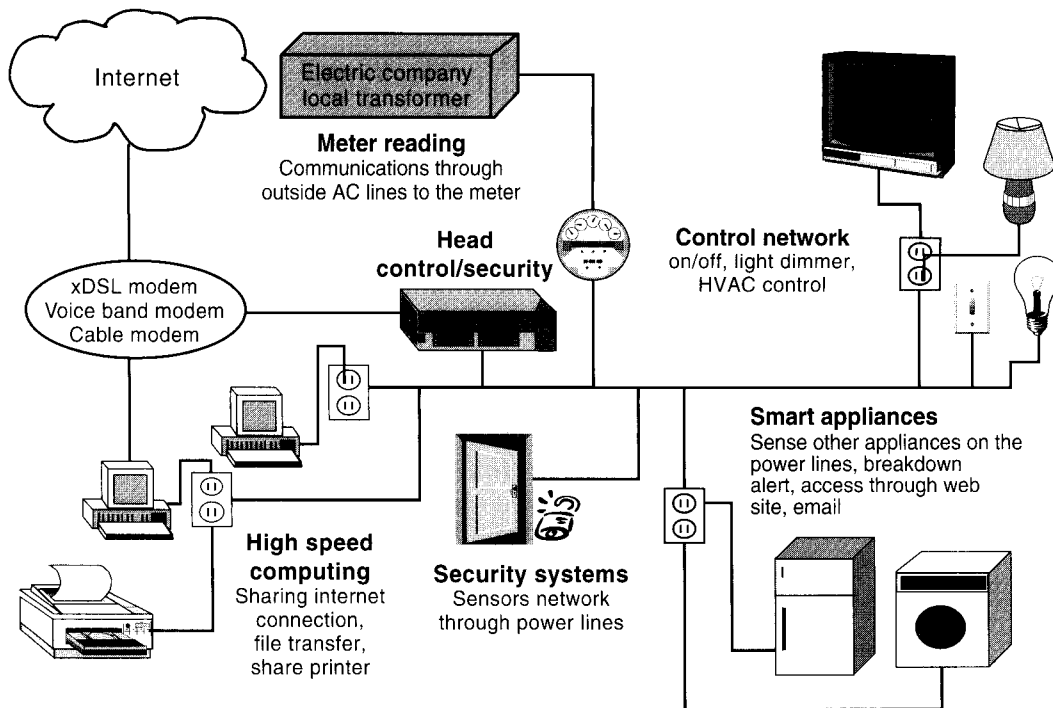 Internet
Electric company
local transformer
Meter reading
Communications through
outside AC lines to the meter
Head
control/security
Control network
on/off, light dimmer,
HVAC control
xDSL modem
Voice band modem
Cable modem
Smart appliances
Sense other appliances on the
power lines, breakdown
alert, access through web
site, email
High speed
computing
Sharing internet
connection,
file transfer,
share printer
Security systems
Sensors network
through power lines